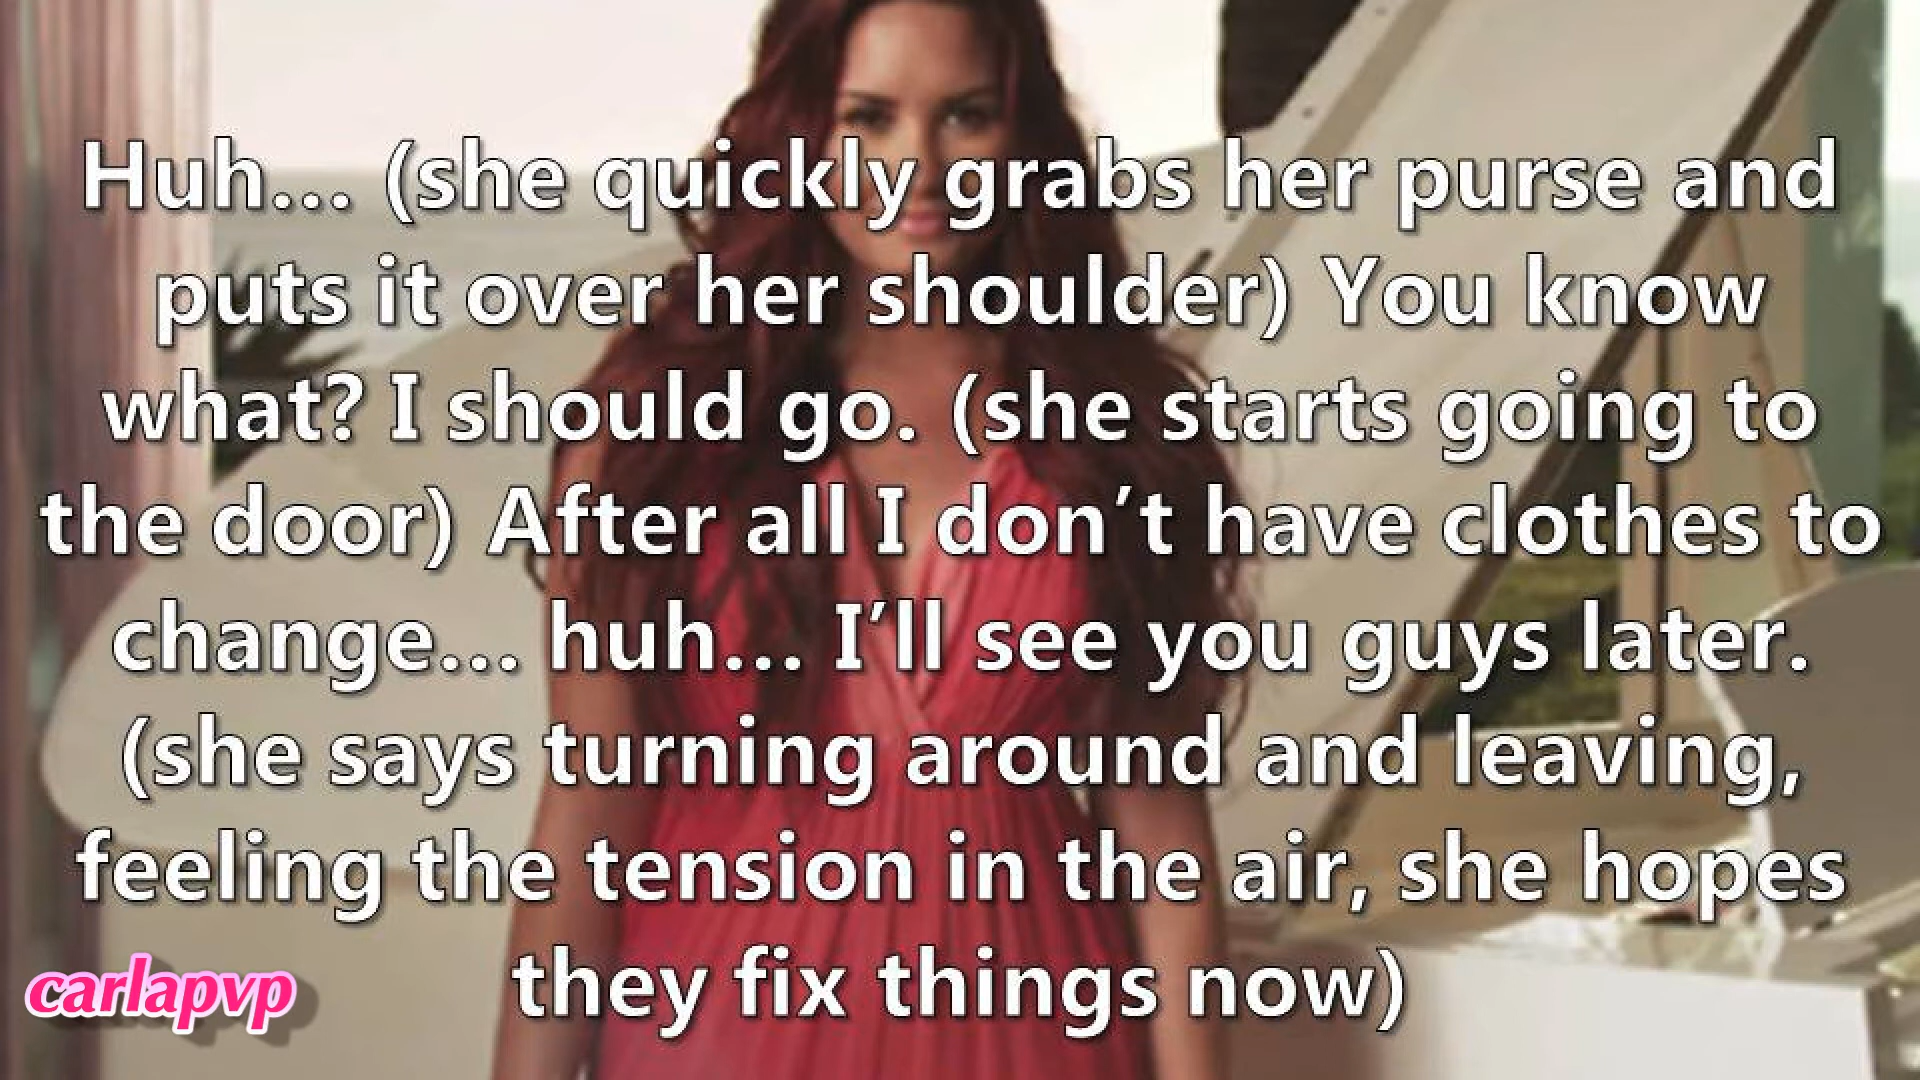 Huh... (she quickly grabs her purse and
puts it over her shoulder) You know
what? I should go. (she starts going to
the door) After all I don't have clothes to
change... huh... I'll see you guys later.
(she says turning around and leaving,
feeling the tension in the air, she hopes
they fix things now)
carlapvp